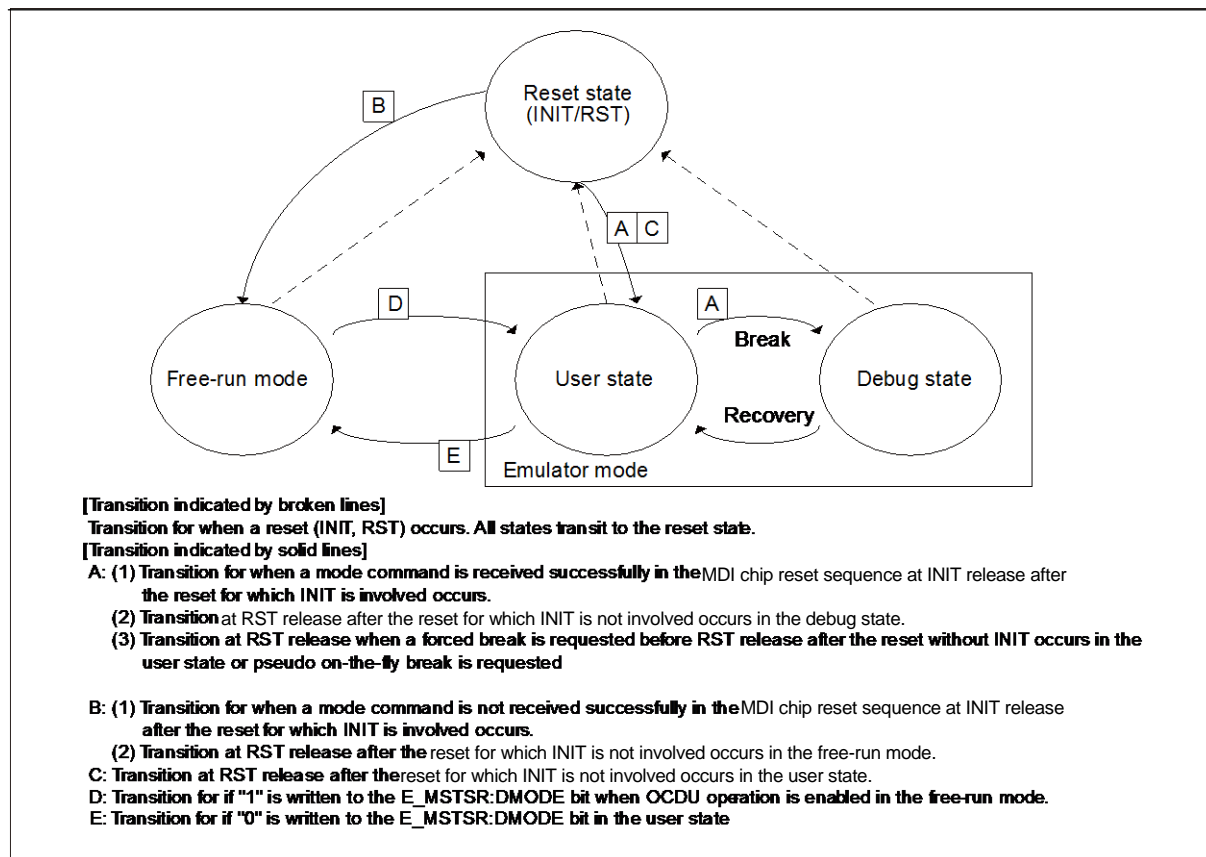 Reset state
(INIT/RST)
B
A C
D
A
Break
Free-run mode
User state
Debug state
Recovery
E
Emulator mode
[Transition indicated by broken lines]
Transition for when a reset (INIT, RST) occurs. All states transit to the reset state.
[Transition indicated by solid lines]
A: (1) Transition for when a mode command is received successfully in the MDI chip reset sequence at INIT release after
the reset for which INIT is involved occurs.
(2) Transition at RST release after the reset for which INIT is not involved occurs in the debug state.
(3) Transition at RST release when a forced break is requested before RST release after the reset without INIT occurs in the
user state or pseudo on-the-fly break is requested
B: (1) Transition for when a mode command is not received successfully in the MDI chip reset sequence at INIT release
after the reset for which INIT is involved occurs.
(2) Transition at RST release after the reset for which INIT is not involved occurs in the free-run mode.
C: Transition at RST release after the reset for which INIT is not involved occurs in the user state.
D: Transition for if "1" is written to the E_MSTSR:DMODE bit when OCDU operation is enabled in the free-run mode.
E: Transition for if "0" is written to the E_MSTSR:DMODE bit in the user state